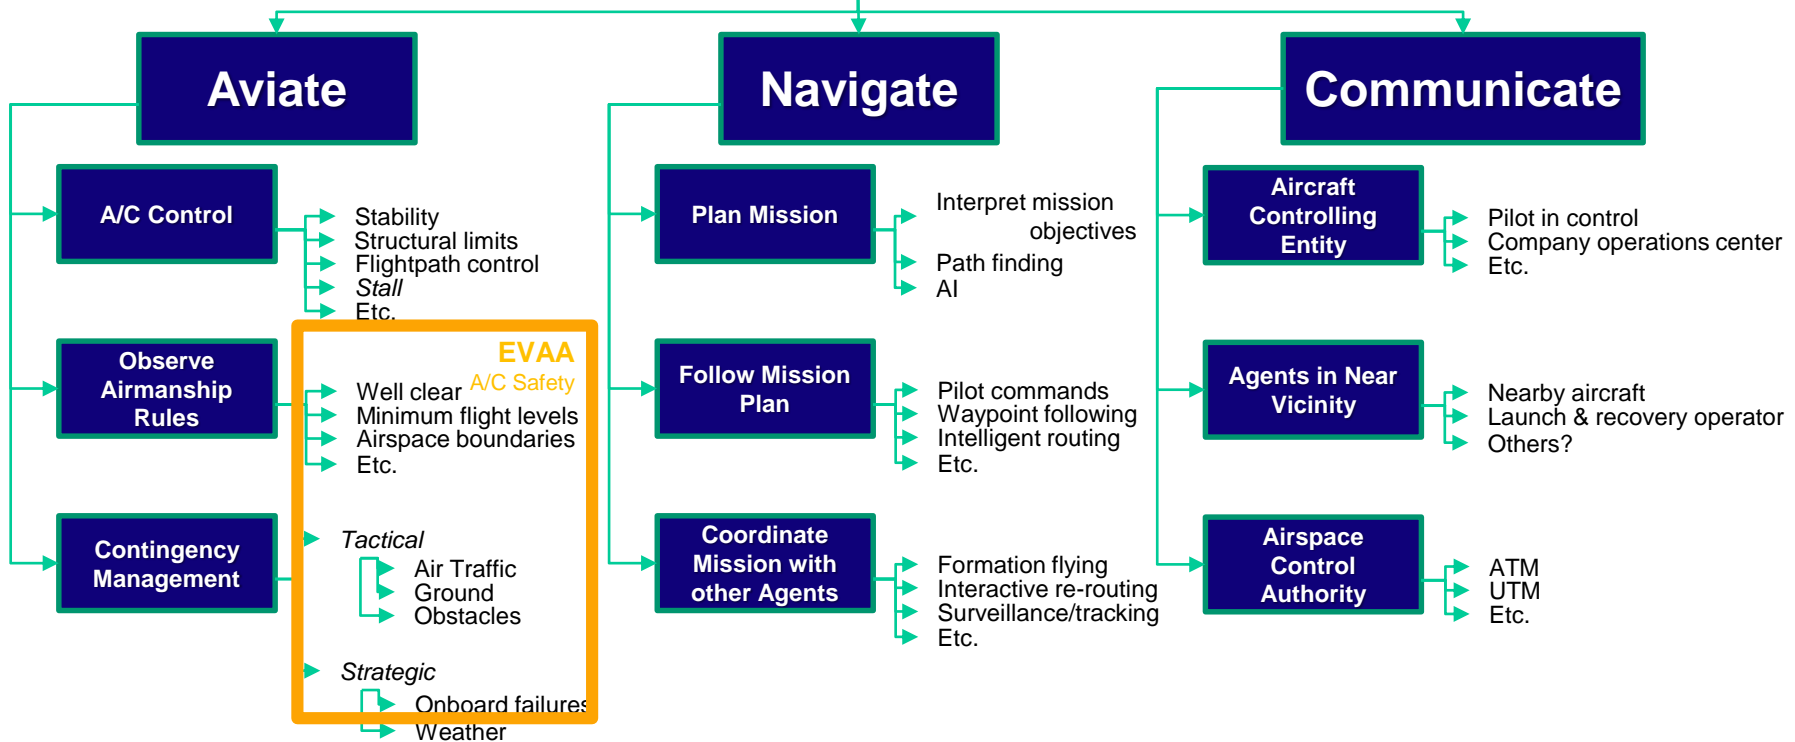 Aviate
Navigate
Communicate
A/C Control
Stability
Structural limits
Flightpath control
Stall
Etc.
Observe
Airmanship
Rules
EVAA
A/C Safety
Well clear
Minimum flight levels
Airspace boundaries
Etc.
Contingency
Management
Tactical
Air Traffic
Ground
Obstacles
Strategic
Onboard failures
Weather
Plan Mission
Interpret mission
objectives
Path finding
AI
Follow Mission
Plan
Pilot commands
Waypoint following
Intelligent routing
Etc.
Coordinate
Mission with
other Agents
Formation flying
Interactive re-routing
Surveillance/tracking
Etc.
Aircraft
Controlling
Entity
Pilot in control
Company operations center
Etc.
Agents in Near
Vicinity
Nearby aircraft
Launch & recovery operator
Others?
Airspace
Control
Authority
ATM
UTM
Etc.